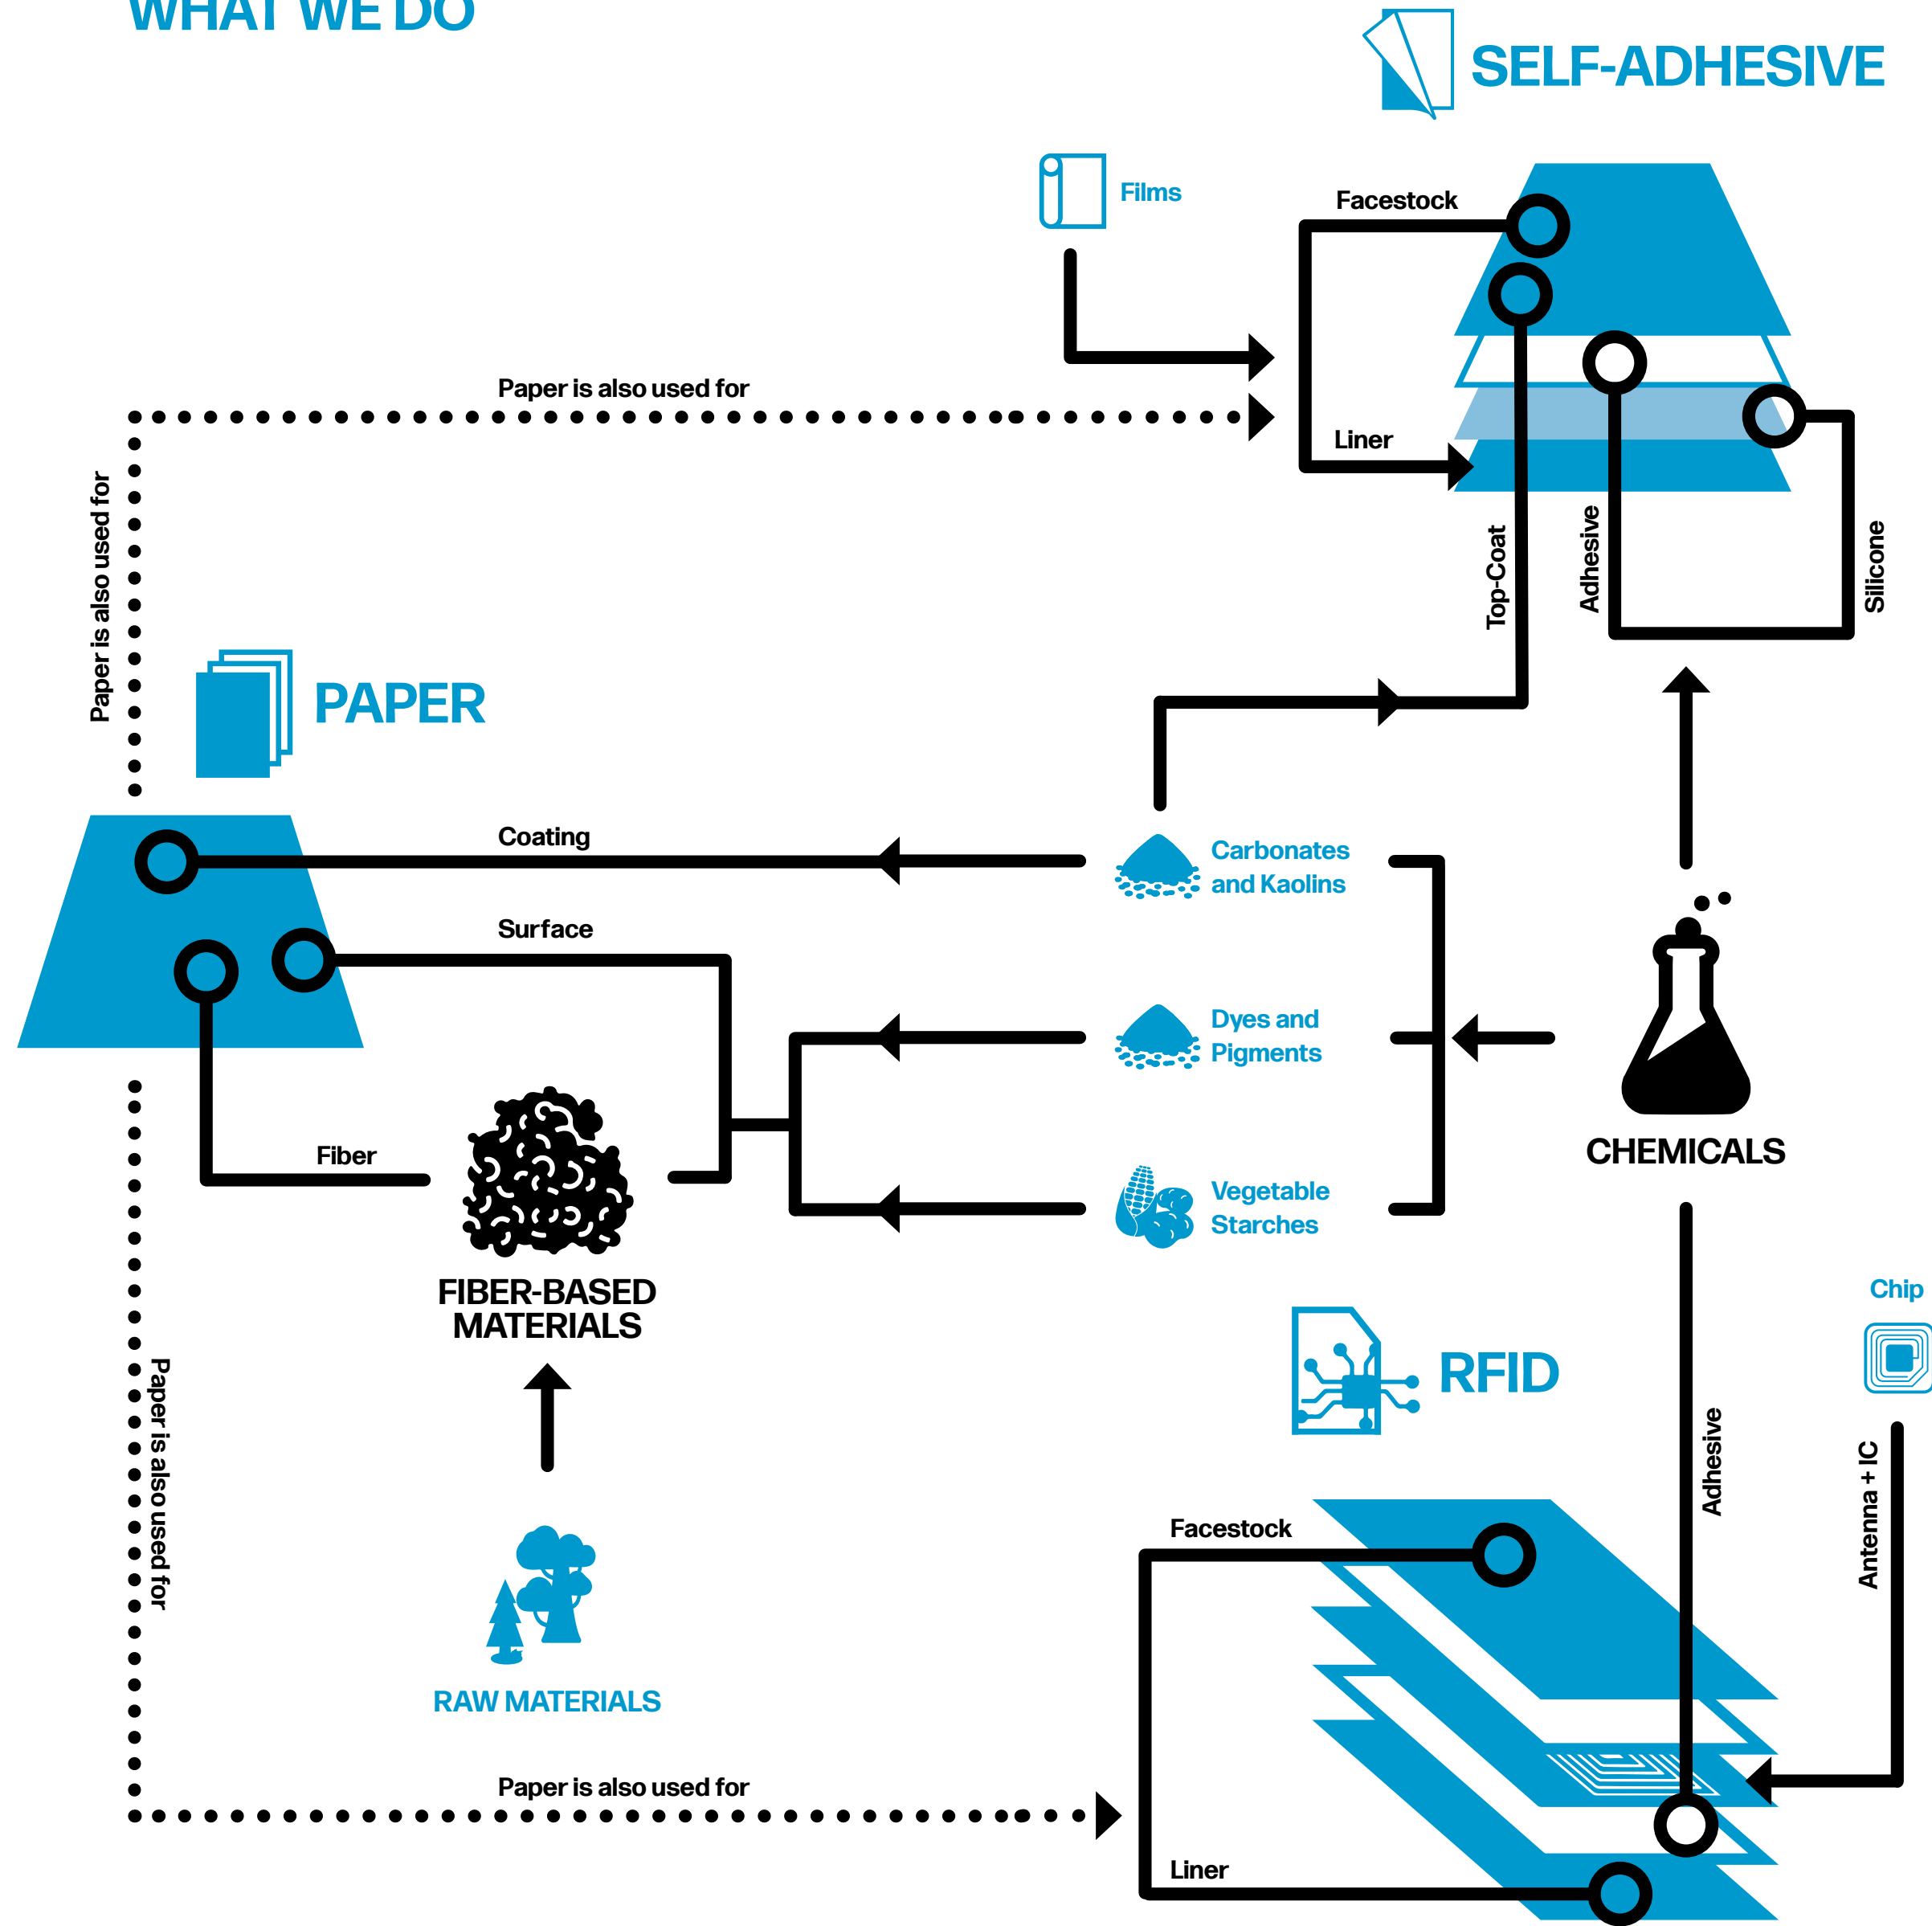 WHAT WE DO
SELF-ADHESIVE
Films
Facestock
Paper is also used for
Liner
Paper is also used for
Top-Coat
Adhesive
Silicone
PAPER
Coating
Carbonates
and Kaolins
Surface
Dyes and
Pigments
Fiber
CHEMICALS
Vegetable
Starches
FIBER-BASED
MATERIALS
Chip
RFID
Paper is also used for
Adhesive
Antenna + IC
Facestock
RAW MATERIALS
Paper is also used for
Liner